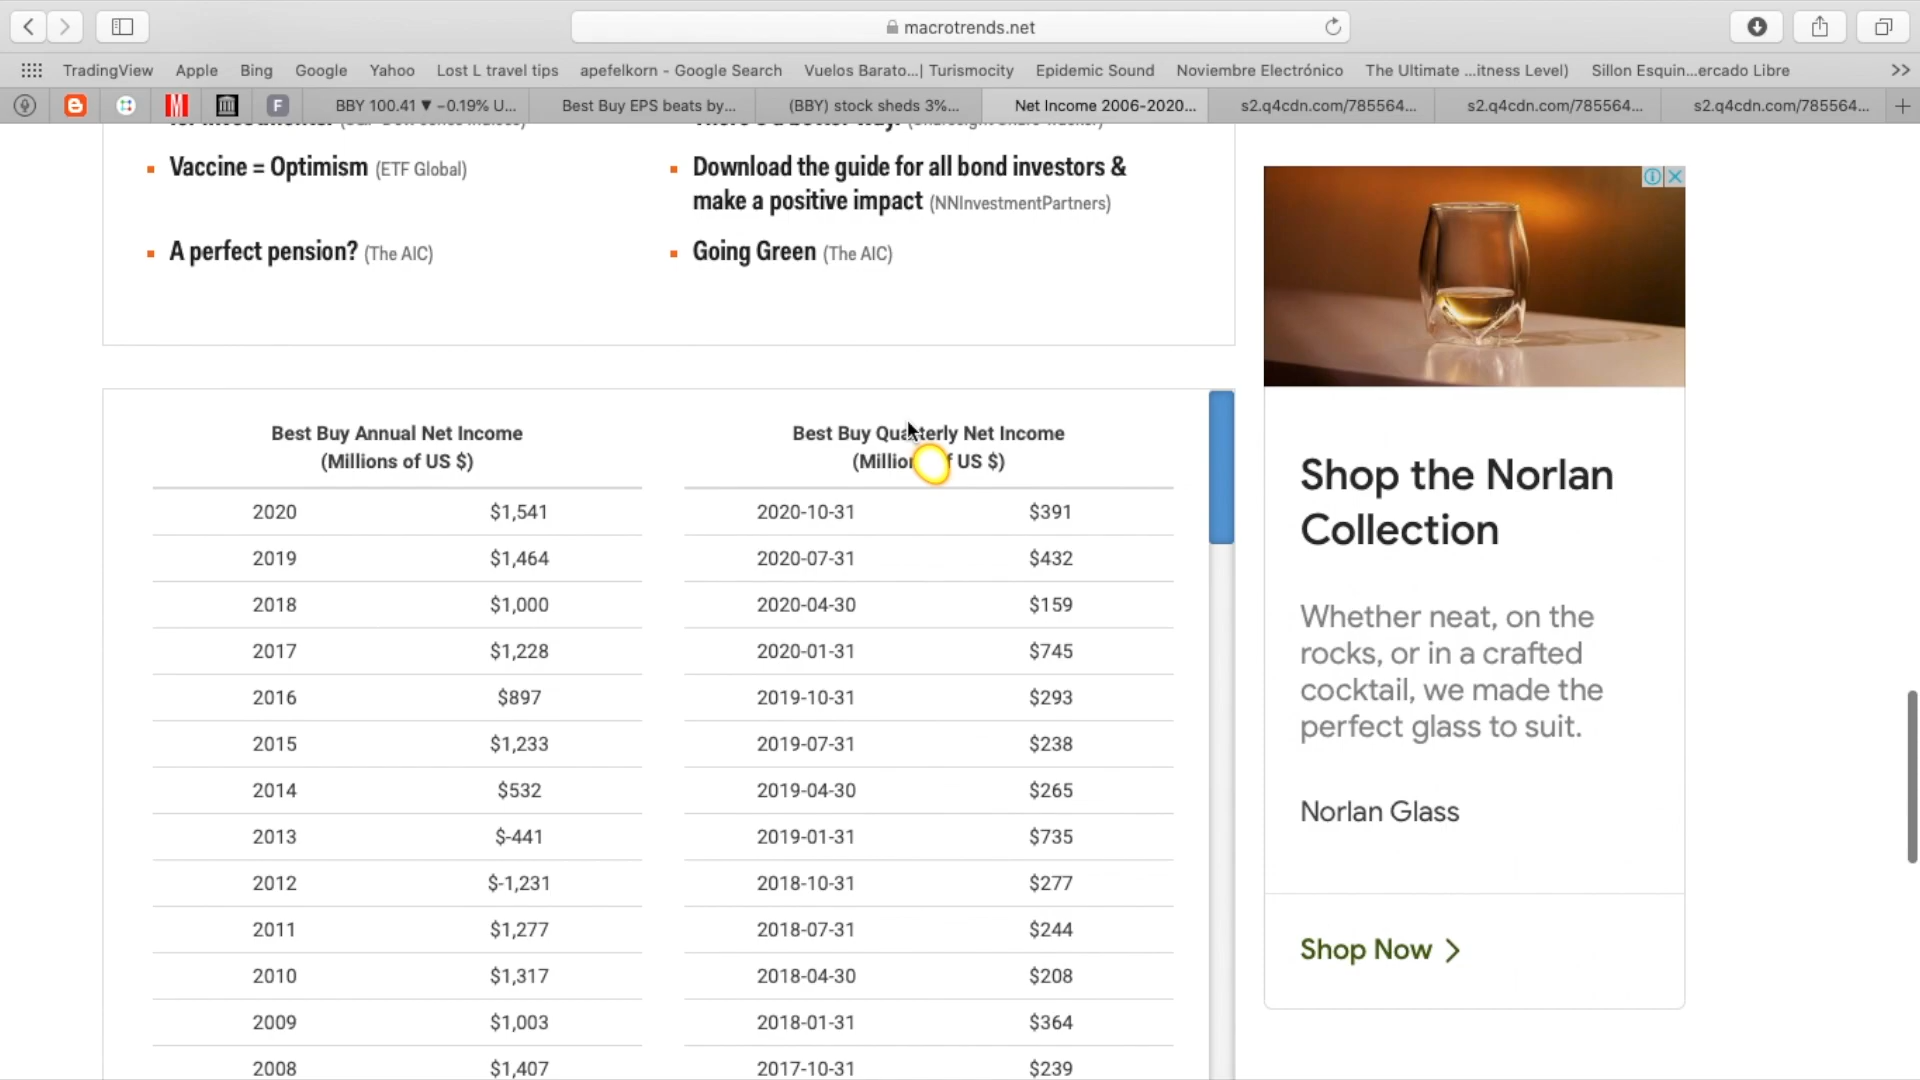 macrotrends.net
TradingView Apple Bing Google Yahoo Lost L travel tips apefelkorn - Google Search Vuelos Barato...| Turismocity Epidemic Sound Noviembre Electrónico The Ultimate ...itness Level) Sillon Esquin...ercado Libre >>
F BBY 100.41 ▼ −0.19% U... Best Buy EPS beats by... (BBY) stock sheds 3%... Net Income 2006-2020... s2.q4cdn.com/785564... s2.q4cdn.com/785564... s2.q4cdn.com/785564... +
Vaccine = Optimism (ETF Global)
Download the guide for all bond investors &
make a positive impact (NNInvestmentPartners)
A perfect pension? (The AIC)
Going Green (The AIC)
Best Buy Annual Net Income
(Millions of US $)
2020 $1,541
2019 $1,464
2018 $1,000
2017 $1,228
2016 $897
2015 $1,233
2014 $532
2013 $-441
2012 $-1,231
2011 $1,277
2010 $1,317
2009 $1,003
2008 $1,407
Best Buy Quarterly Net Income
US $)
2020-10-31 $391
2020-07-31 $432
2020-04-30 $159
2020-01-31 $745
2019-10-31 $293
2019-07-31 $238
2019-04-30 $265
2019-01-31 $735
2018-10-31 $277
2018-07-31 $244
2018-04-30 $208
2018-01-31 $364
2017-10-31 $239
Shop the Norlan
Collection
Whether neat, on the
rocks, or in a crafted
cocktail, we made the
perfect glass to suit.
Norlan Glass
Shop Now >